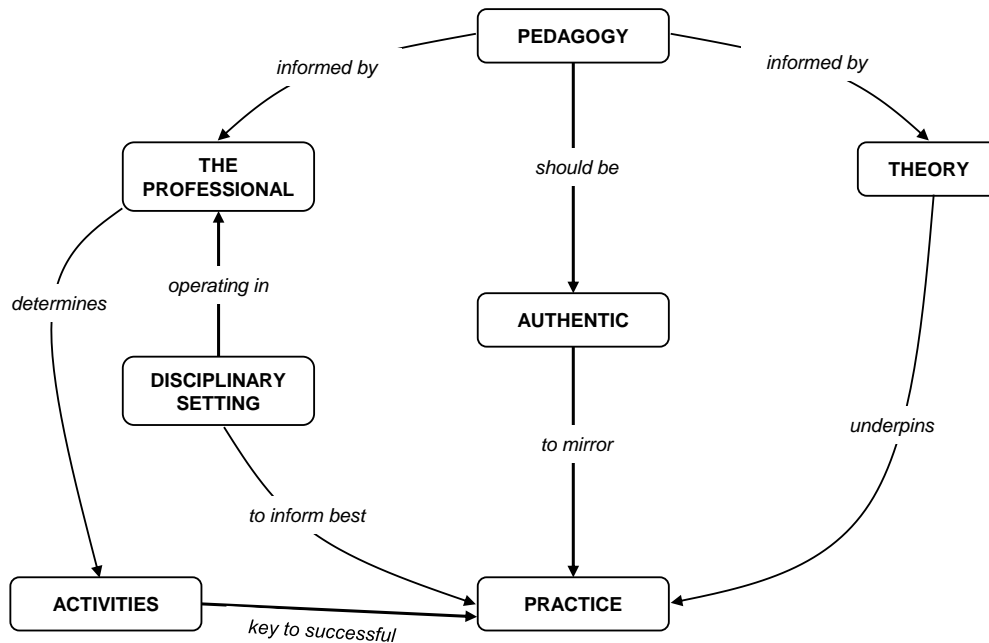 PEDAGOGY
informed by
informed by
THE
PROFESSIONAL
should be
THEORY
determines
operating in
AUTHENTIC
DISCIPLINARY
SETTING
to mirror
underpins
to inform best
ACTIVITIES
PRACTICE
key to successful